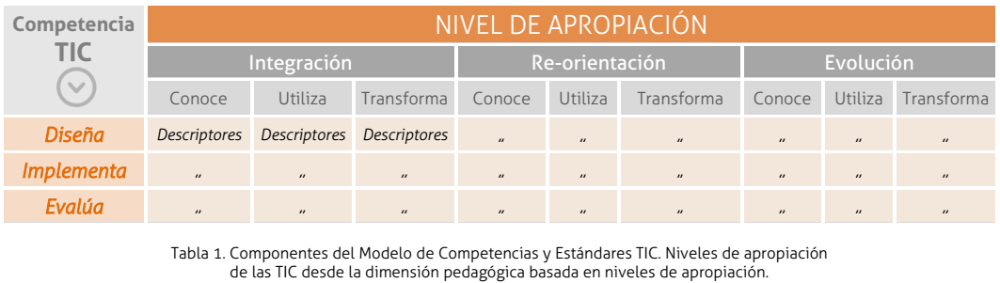 Competencia
TIC
NIVEL DE APROPIACIÓN
Integración Re-orientación Evolución
Conoce Utiliza Transforma Conoce Utiliza Transforma Conoce Utiliza Transforma
Diseña Descriptores Descriptores Descriptores „ „ „ „ „ „
Implementa „ „ „ „ „ „ „ „ „
Evalúa „ „ „ „ „ „ „ „ „
Tabla 1. Componentes del Modelo de Competencias y Estándares TIC. Niveles de apropiación
de las TIC desde la dimensión pedagógica basada en niveles de apropiación.